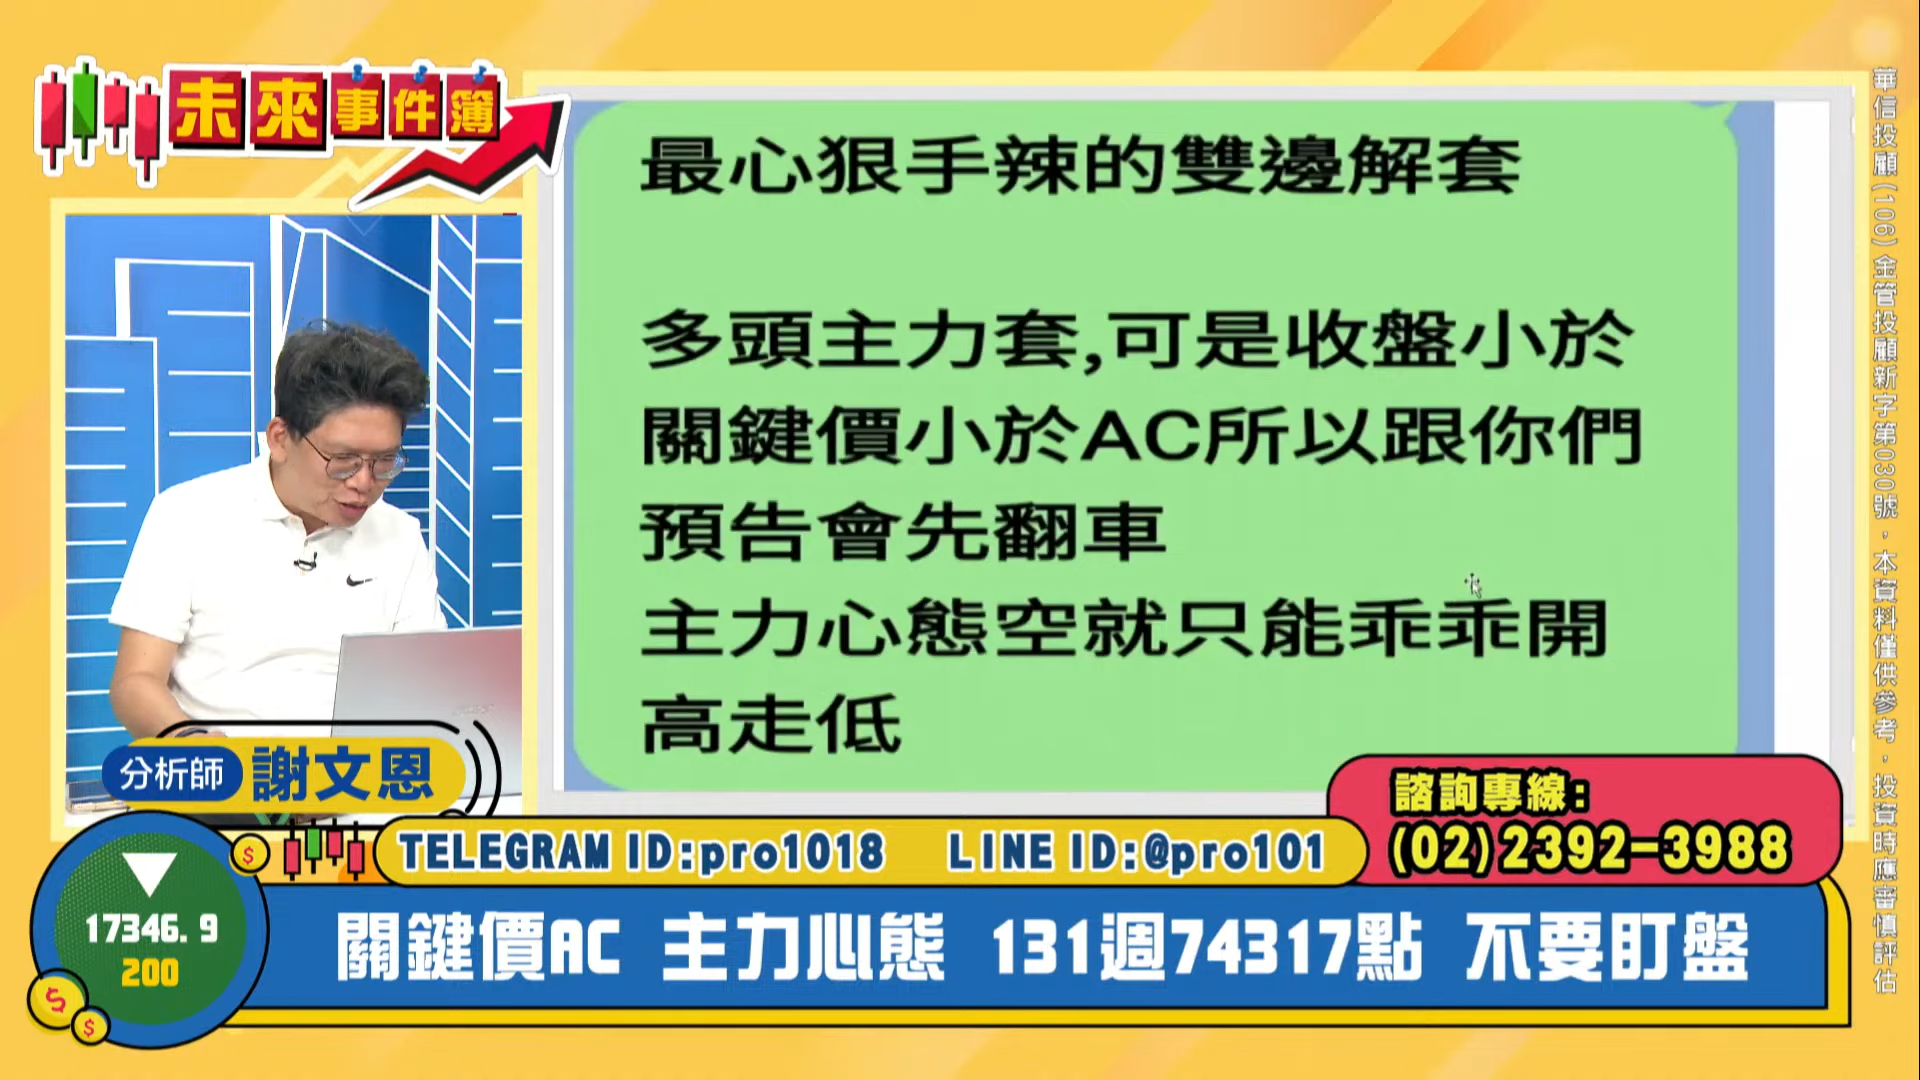 未來事件簿
最心狠手辣的雙邊解套
多頭主力套,可是收盤小於
關鍵價小於AC所以跟你們
預告會先翻車
主力心態空就只能乖乖開
高走低
分析師 謝文恩
諮詢專線:
(02)2392-3988
TELEGRAM ID:pro1018 LINE ID:@pro101
17346.9
200
關鍵價AC 主力心態 131週74317點 不要盯盤
華信投顧(106)金管投顧新字第030號，本資料僅供參考，投資時應審慎評估